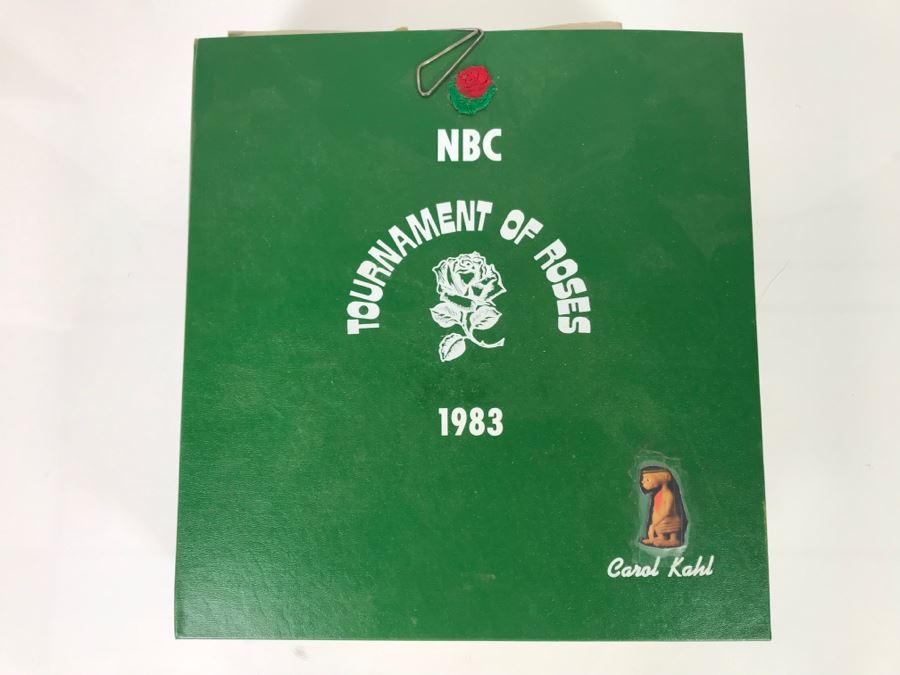 NBC
TOURNAMENT OF ROSES
1983
Carol Kahl